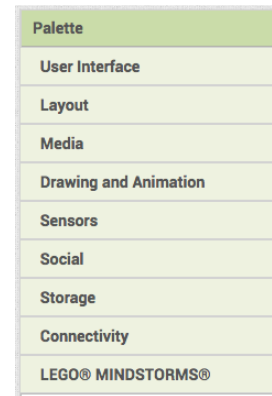 Palette
User Interface
Layout
Media
Drawing and Animation
Sensors
Social
Storage
Connectivity
LEGO® MINDSTORMS®